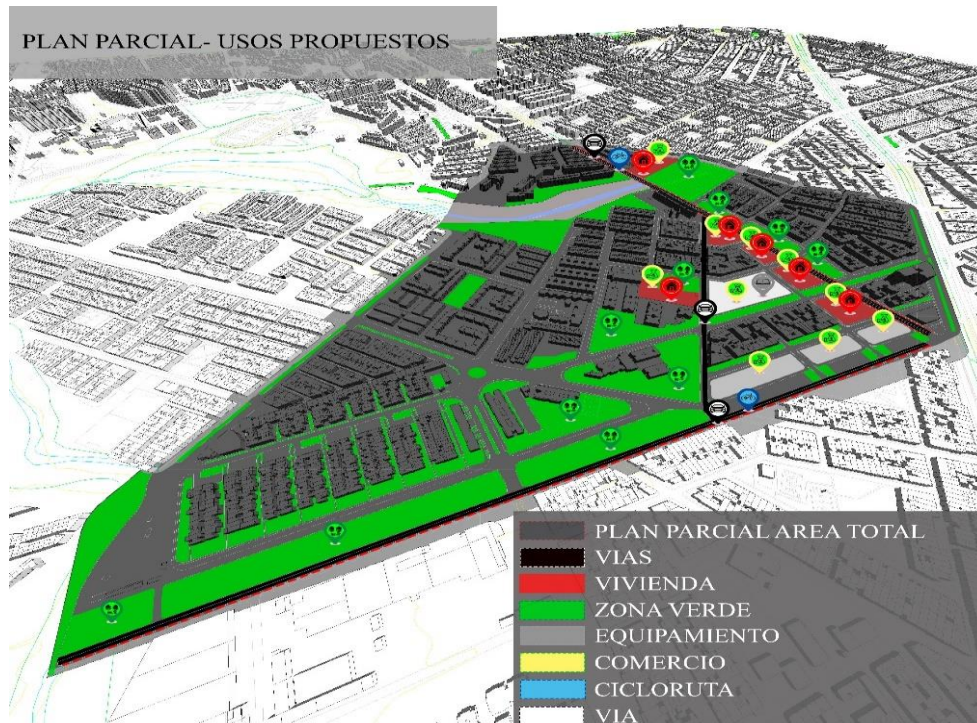 PLAN PARCIAL- USOS PROPUESTOS
PLAN PARCIAL AREA TOTAL
VIAS
VIVIENDA
ZONA VERDE
EQUIPAMIENTO
COMERCIO
CICLORUTA
VIA